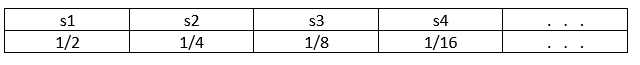 s1 s2 s3 s4 . . .
1/2 1/4 1/8 1/16 . . .